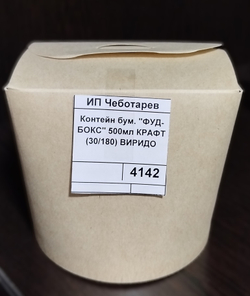 ИП Чеботарев
Контейн бум. "ФУД-
БОКС" 500мл КРАФТ
(30/180) ВИРИДО
4142